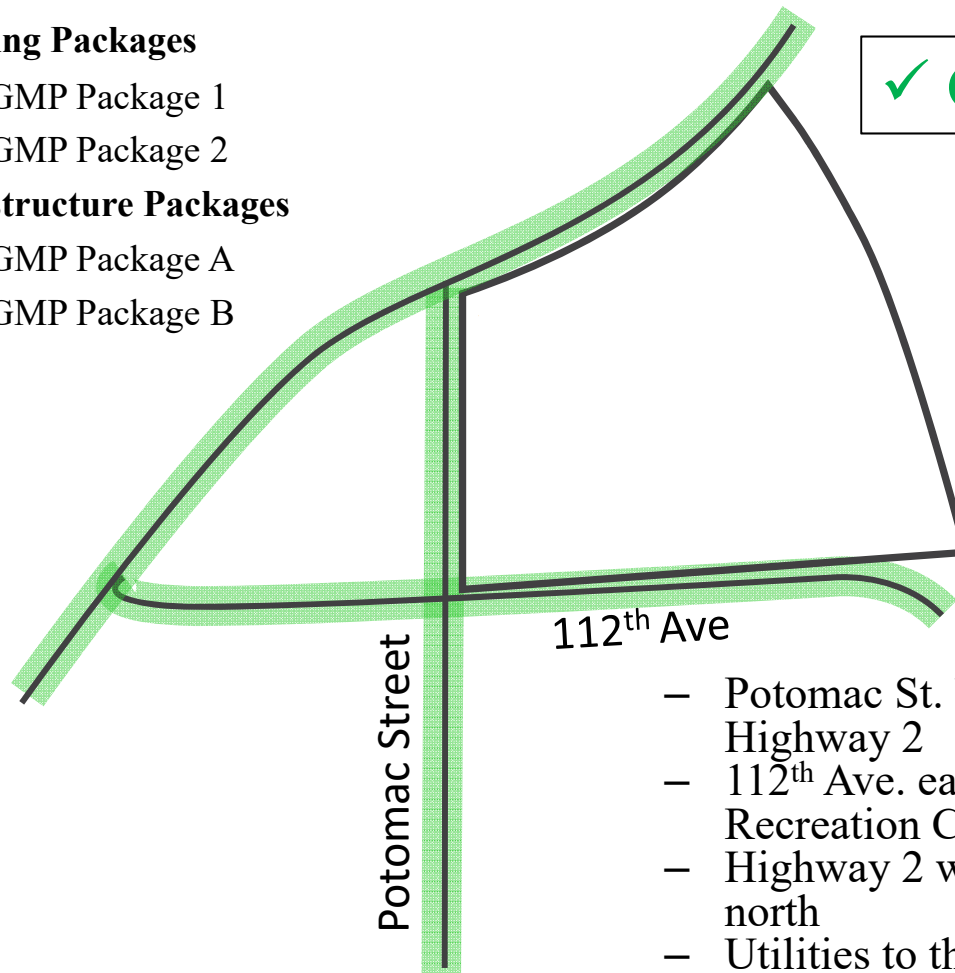 ng Packages
GMP Package 1
GMP Package 2
structure Packages
GMP Package A
GMP Package B
✓
112th Ave
Potomac Street
– Potomac St.
Highway 2
– 112th Ave. ea
Recreation C
– Highway 2 w
north
– Utilities to th